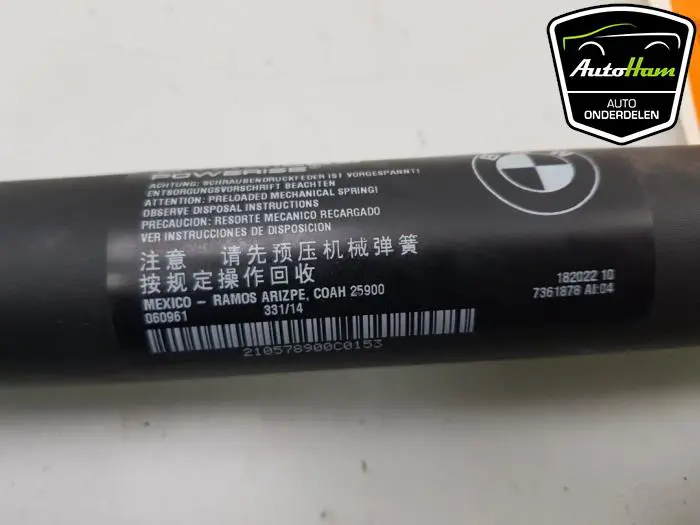 AutoHam
AUTO
ONDERDELEN
POWERISE
ACHTUNG: SCHRAUBENDRUCKFEDER IST VORGESPANNT!
ENTSORGUNGSVORSCHRIFT BEACHTEN
ATTENTION: PRELOADED MECHANICAL SPRING!
OBSERVE DISPOSAL INSTRUCTIONS
PRECAUCION: RESORTE MECANICO RECARGADO
VER INSTRUCCIONES DE DISPOSICION
注意 请先预压机械弹簧
按规定操作回收
MEXICO - RAMOS ARIZPE, COAH 25900
060961 331/14
210578900C0153
182022 10
7361878 AI:04